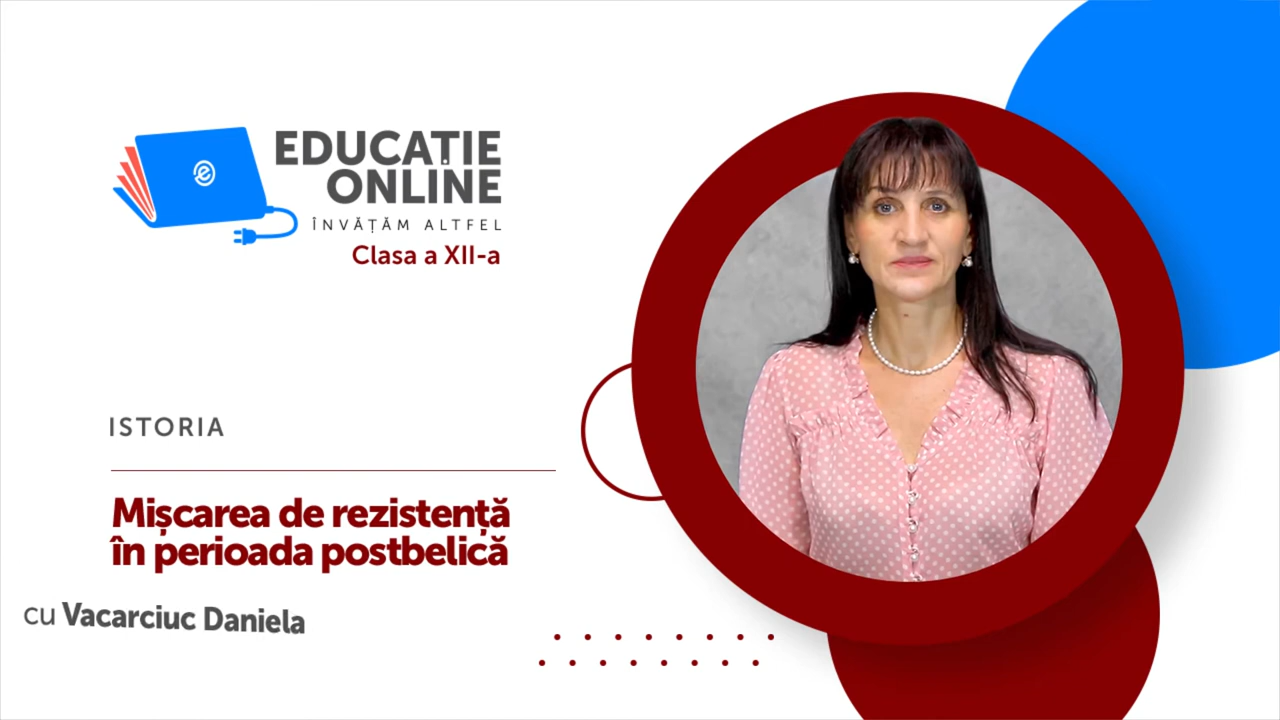 EDUCAȚIE
ONLINE
ÎNVĂȚĂM ALTFEL
Clasa a XII-a
ISTORIA
Mișcarea de rezistență
în perioada postbelică
cu Vacarciuc Daniela